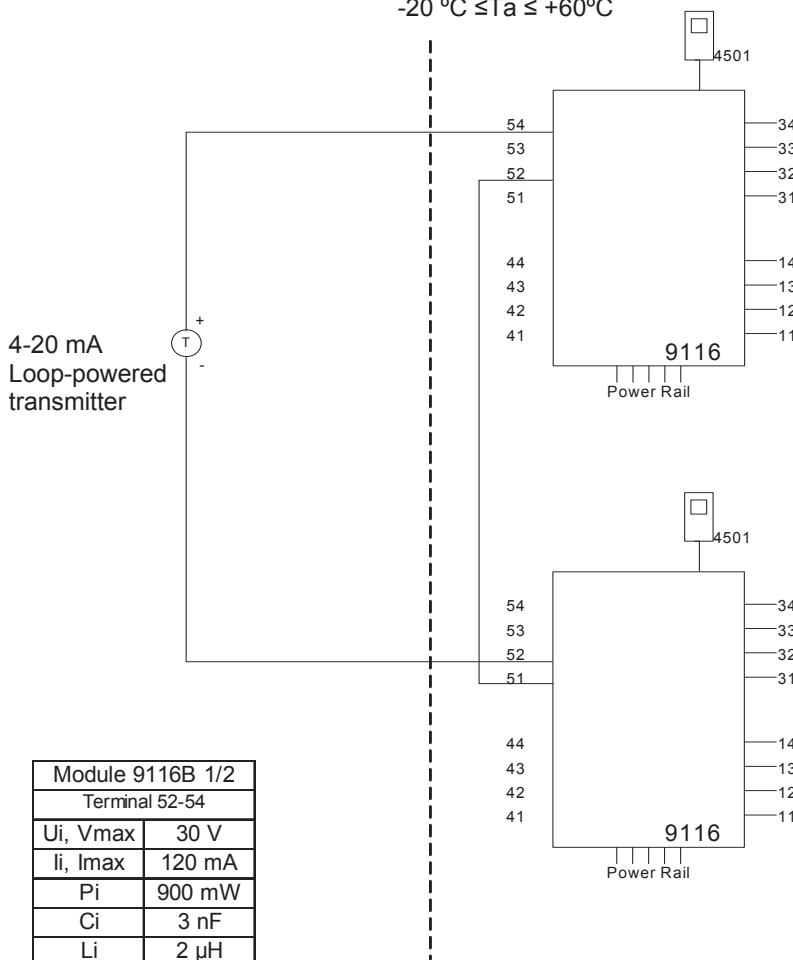 -20 ºC ≤Ta ≤ +60ºC
4501
54
53
52
51
44
43
42
41
34
33
32
31
14
13
12
11
9116
Power Rail
4-20 mA
Loop-powered
transmitter
+
T
-
4501
54
53
52
51
44
43
42
41
34
33
32
31
14
13
12
11
9116
Power Rail
Module 9116B 1/2
Terminal 52-54
Ui, Vmax 30 V
Ii, Imax 120 mA
Pi 900 mW
Ci 3 nF
Li 2 µH